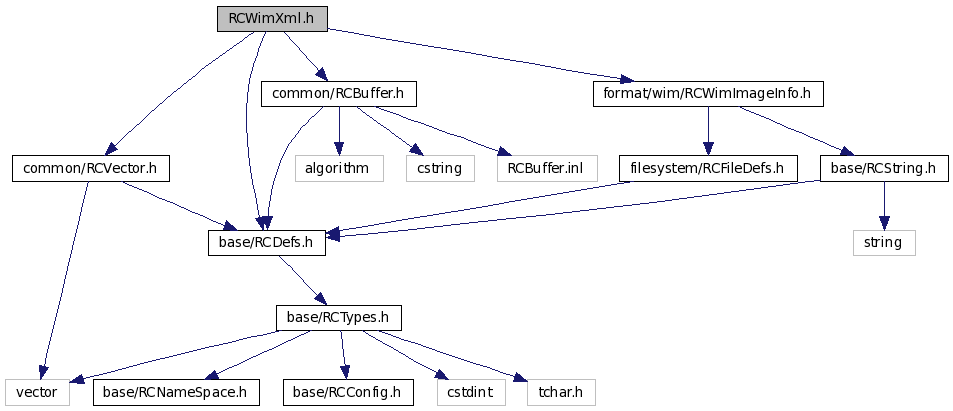 RCWimXml.h
common/RCBuffer.h
format/wim/RCWimImageInfo.h
common/RCVector.h
algorithm
cstring
RCBuffer.inl
filesystem/RCFileDefs.h
base/RCString.h
base/RCDefs.h
string
base/RCTypes.h
vector
base/RCNameSpace.h
base/RCConfig.h
cstdint
tchar.h